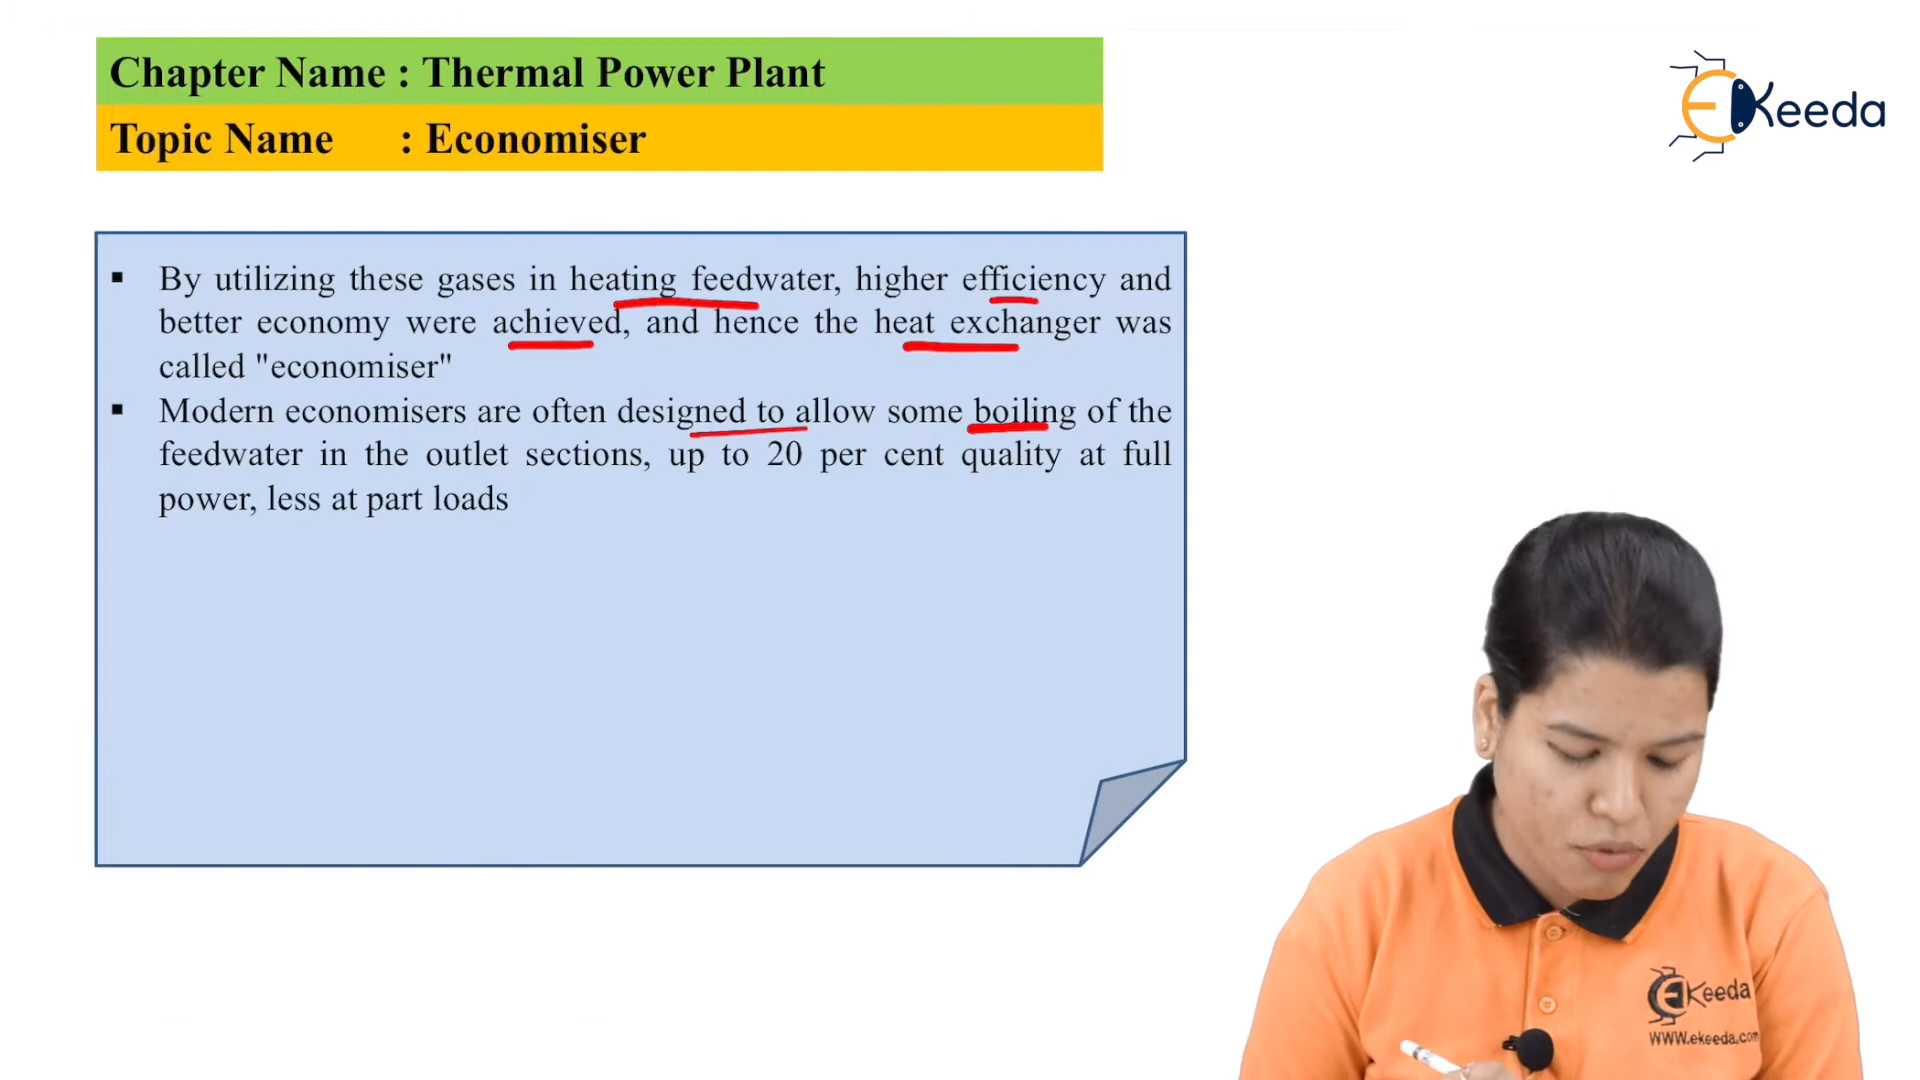 Chapter Name : Thermal Power Plant
Topic Name : Economiser
EKeeda
▪ By utilizing these gases in heating feedwater, higher efficiency and
better economy were achieved, and hence the heat exchanger was
called "economiser"
▪ Modern economisers are often designed to allow some boiling of the
feedwater in the outlet sections, up to 20 per cent quality at full
power, less at part loads
EKeeda
WWW.ekeeda.com